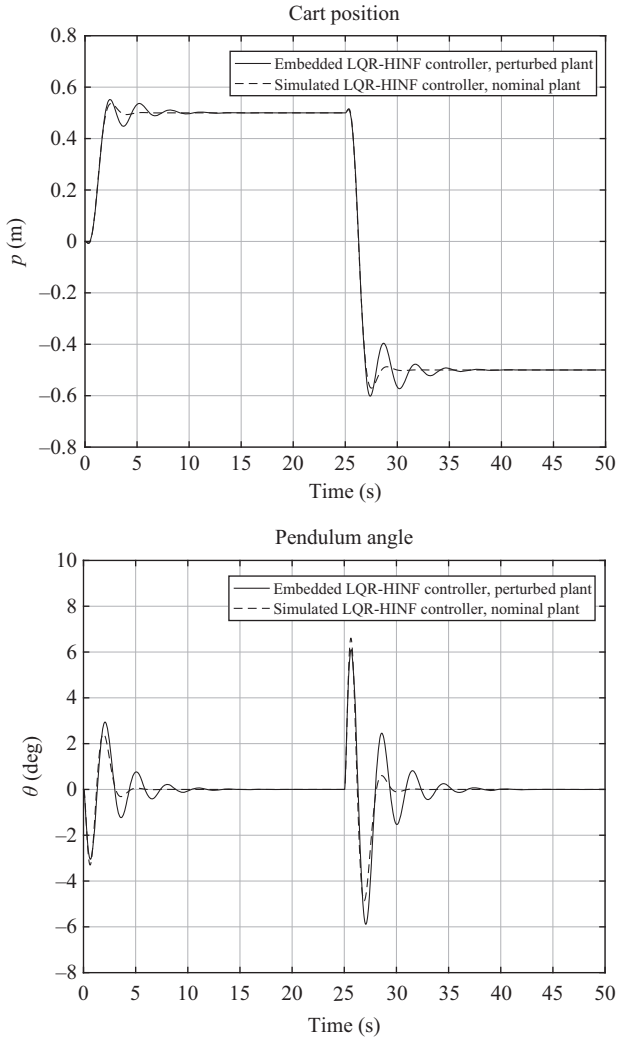 Cart position
0.8
0.6
0.4
0.2
0
–0.2
–0.4
–0.6
–0.8
p (m)
Embedded LQR-HINF controller, perturbed plant
Simulated LQR-HINF controller, nominal plant
0 5 10 15 20 25 30 35 40 45 50
Time (s)
Pendulum angle
10
8
6
4
2
0
–2
–4
–6
–8
θ (deg)
Embedded LQR-HINF controller, perturbed plant
Simulated LQR-HINF controller, nominal plant
0 5 10 15 20 25 30 35 40 45 50
Time (s)